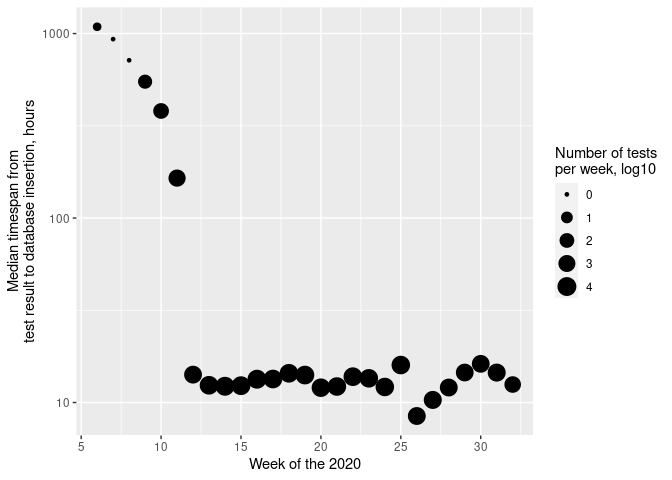 Median timespan from
test result to database insertion, hours
1000
100
10
5
10
15
20
25
30
Week of the 2020
Number of tests
per week, log10
0
1
2
3
4